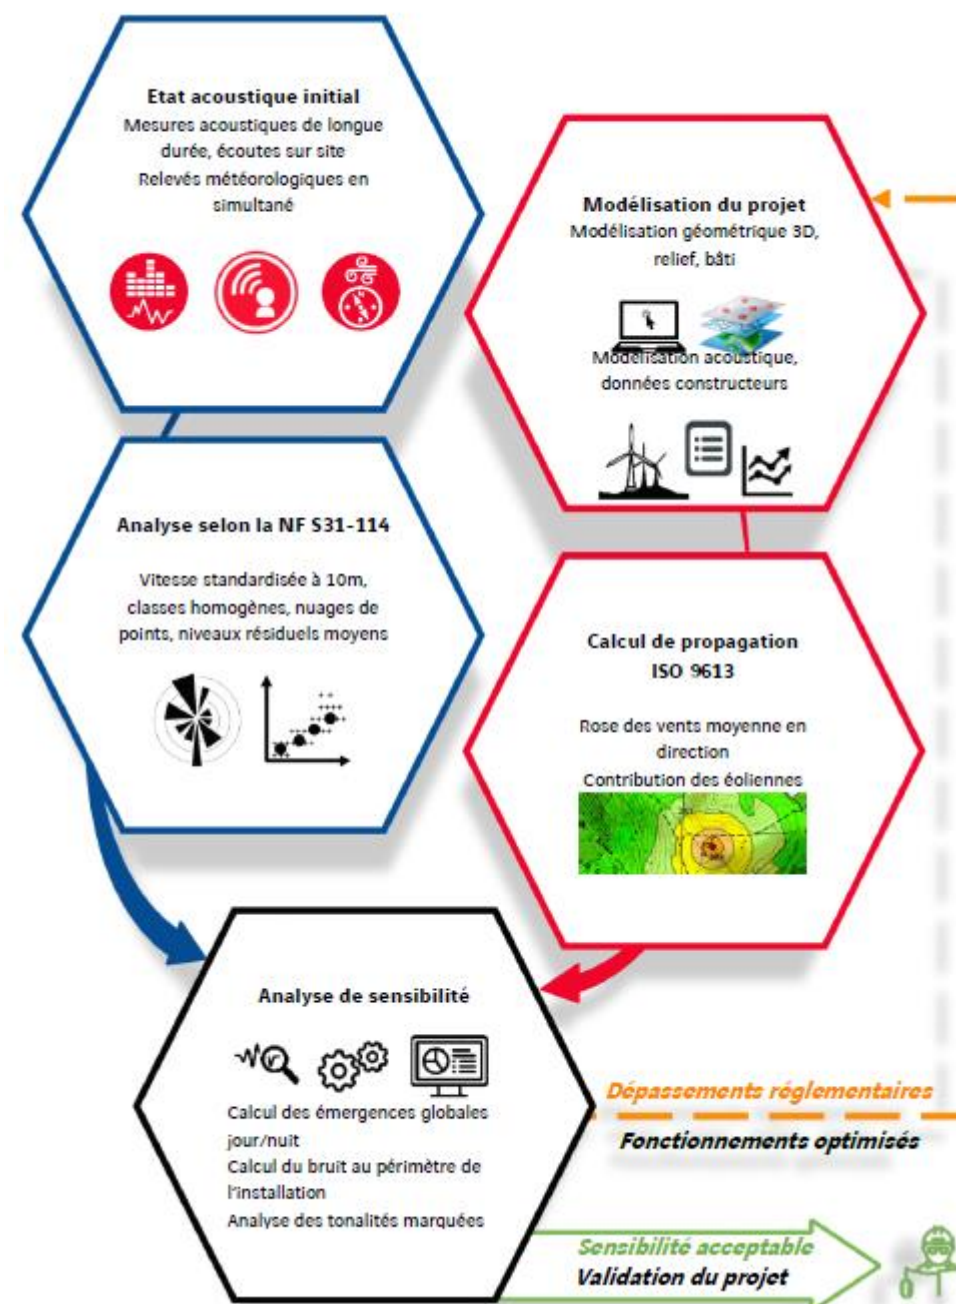 Etat acoustique initial
Mesures acoustiques de longue
durée, écoutes sur site
Relevés météorologiques en
simultané
Modélisation du projet
Modélisation géométrique 3D,
relief, bâti
Modélisation acoustique,
données constructeurs
Analyse selon la NF S31-114
Vitesse standardisée à 10m,
classes homogènes, nuages de
points, niveaux résiduels moyens
Calcul de propagation
ISO 9613
Rose des vents moyenne en
direction
Contribution des éoliennes
Analyse de sensibilité
Calcul des émergences globales
jour/nuit
Calcul du bruit au périmètre de
l'installation
Analyse des tonalités marquées
Dépassements réglementaires
Fonctionnements optimisés
Sensibilité acceptable
Validation du projet